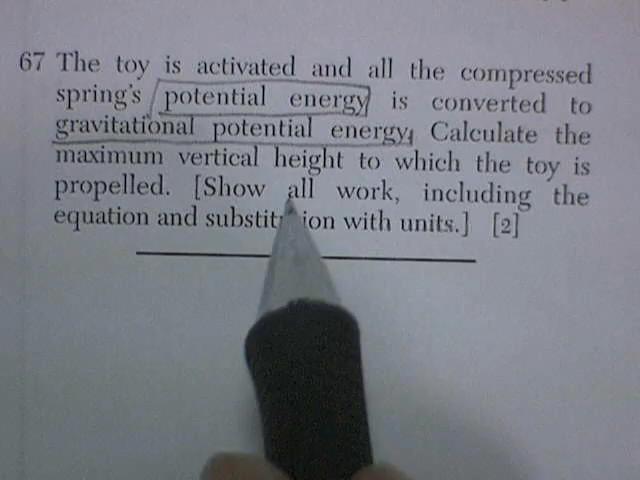 67 The toy is activated and all the compressed
spring's potential energy is converted to
gravitational potential energy. Calculate the
maximum vertical height to which the toy is
propelled. [Show all work, including the
equation and substitution with units.] [2]